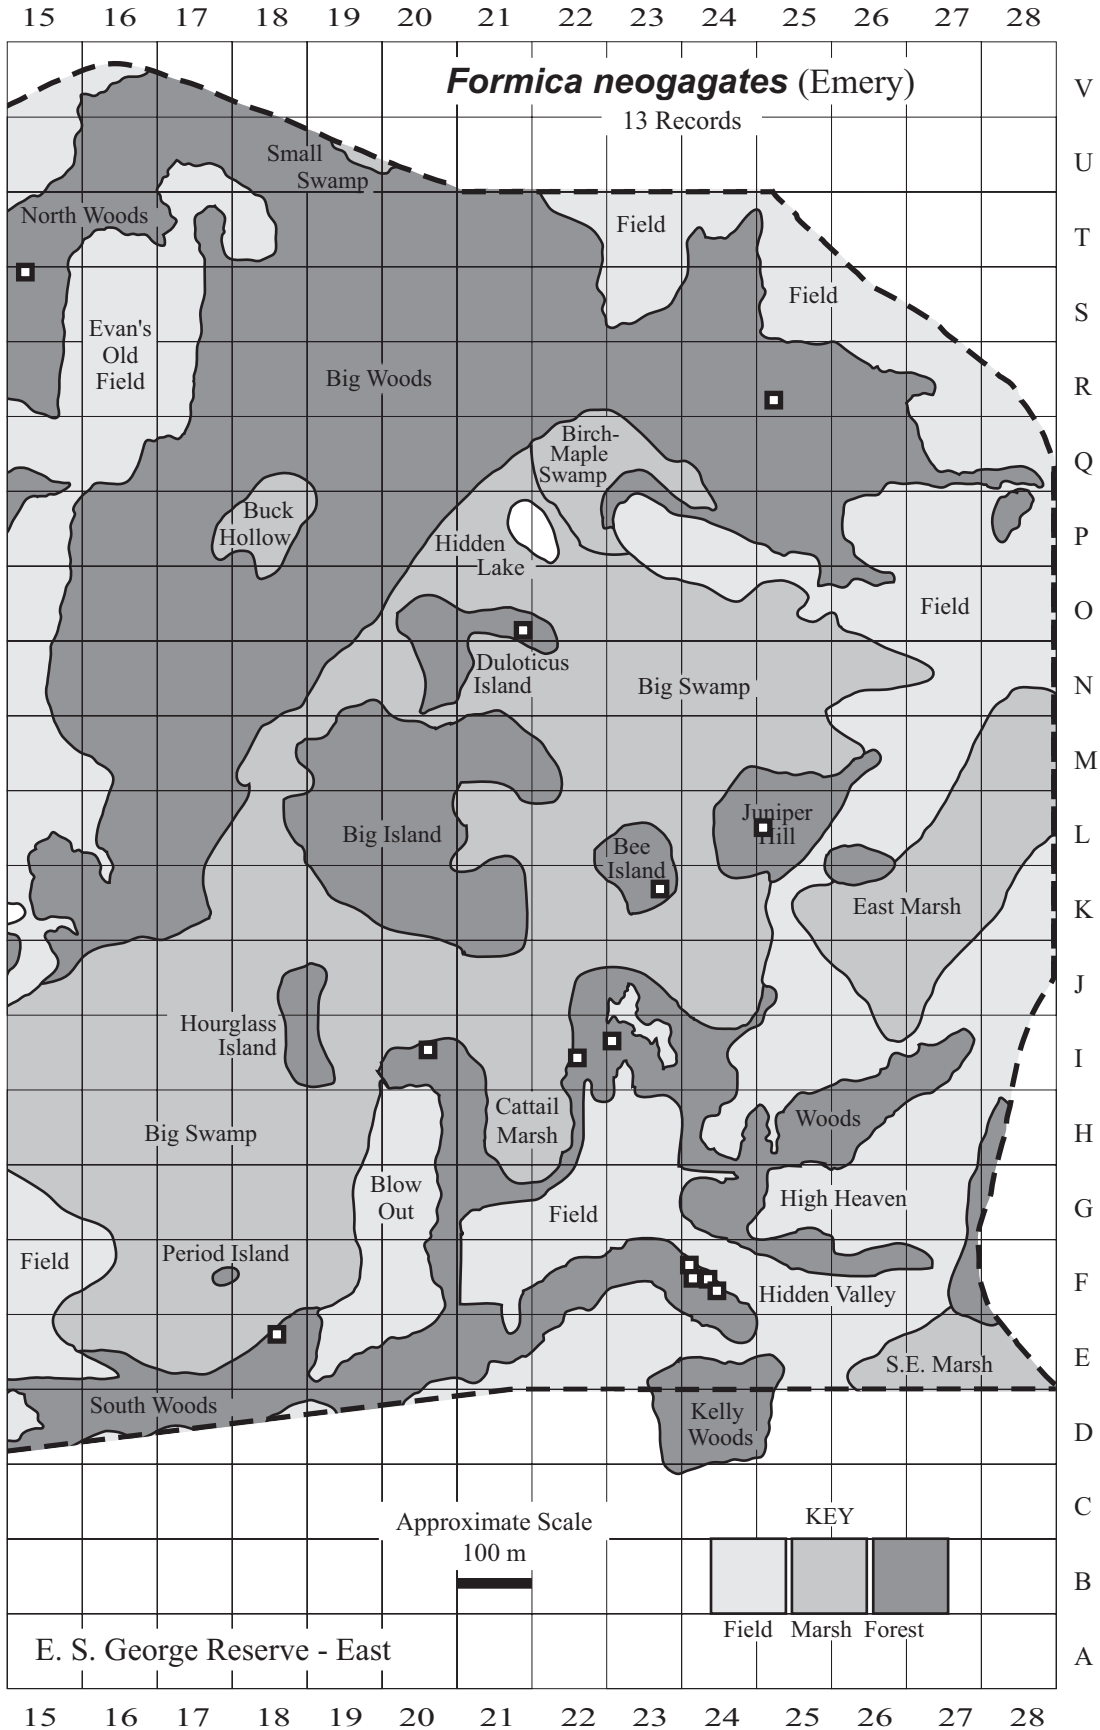 15 16 17 18 19 20 21 22 23 24 25 26 27 28
Formica neogagates (Emery)
V
13 Records
Small
Swamp
U
North Woods
Field
T
Field
S
Evan's
Old
Field
Big Woods
R
Birch-
Maple
Swamp
Q
Buck
Hollow
Hidden
Lake
P
Field
O
Duloticus
Island
Big Swamp
N
M
Big Island
Juniper
Hill
L
Bee
Island
East Marsh
K
J
Hourglass
Island
I
Cattail
Marsh
Big Swamp
Woods
H
Blow
Out
Field
High Heaven
G
Field
Period Island
Hidden Valley
F
S.E. Marsh
E
South Woods
Kelly
Woods
D
Approximate Scale
100 m
KEY
C
B
Field Marsh Forest
E. S. George Reserve - East
A
15 16 17 18 19 20 21 22 23 24 25 26 27 28